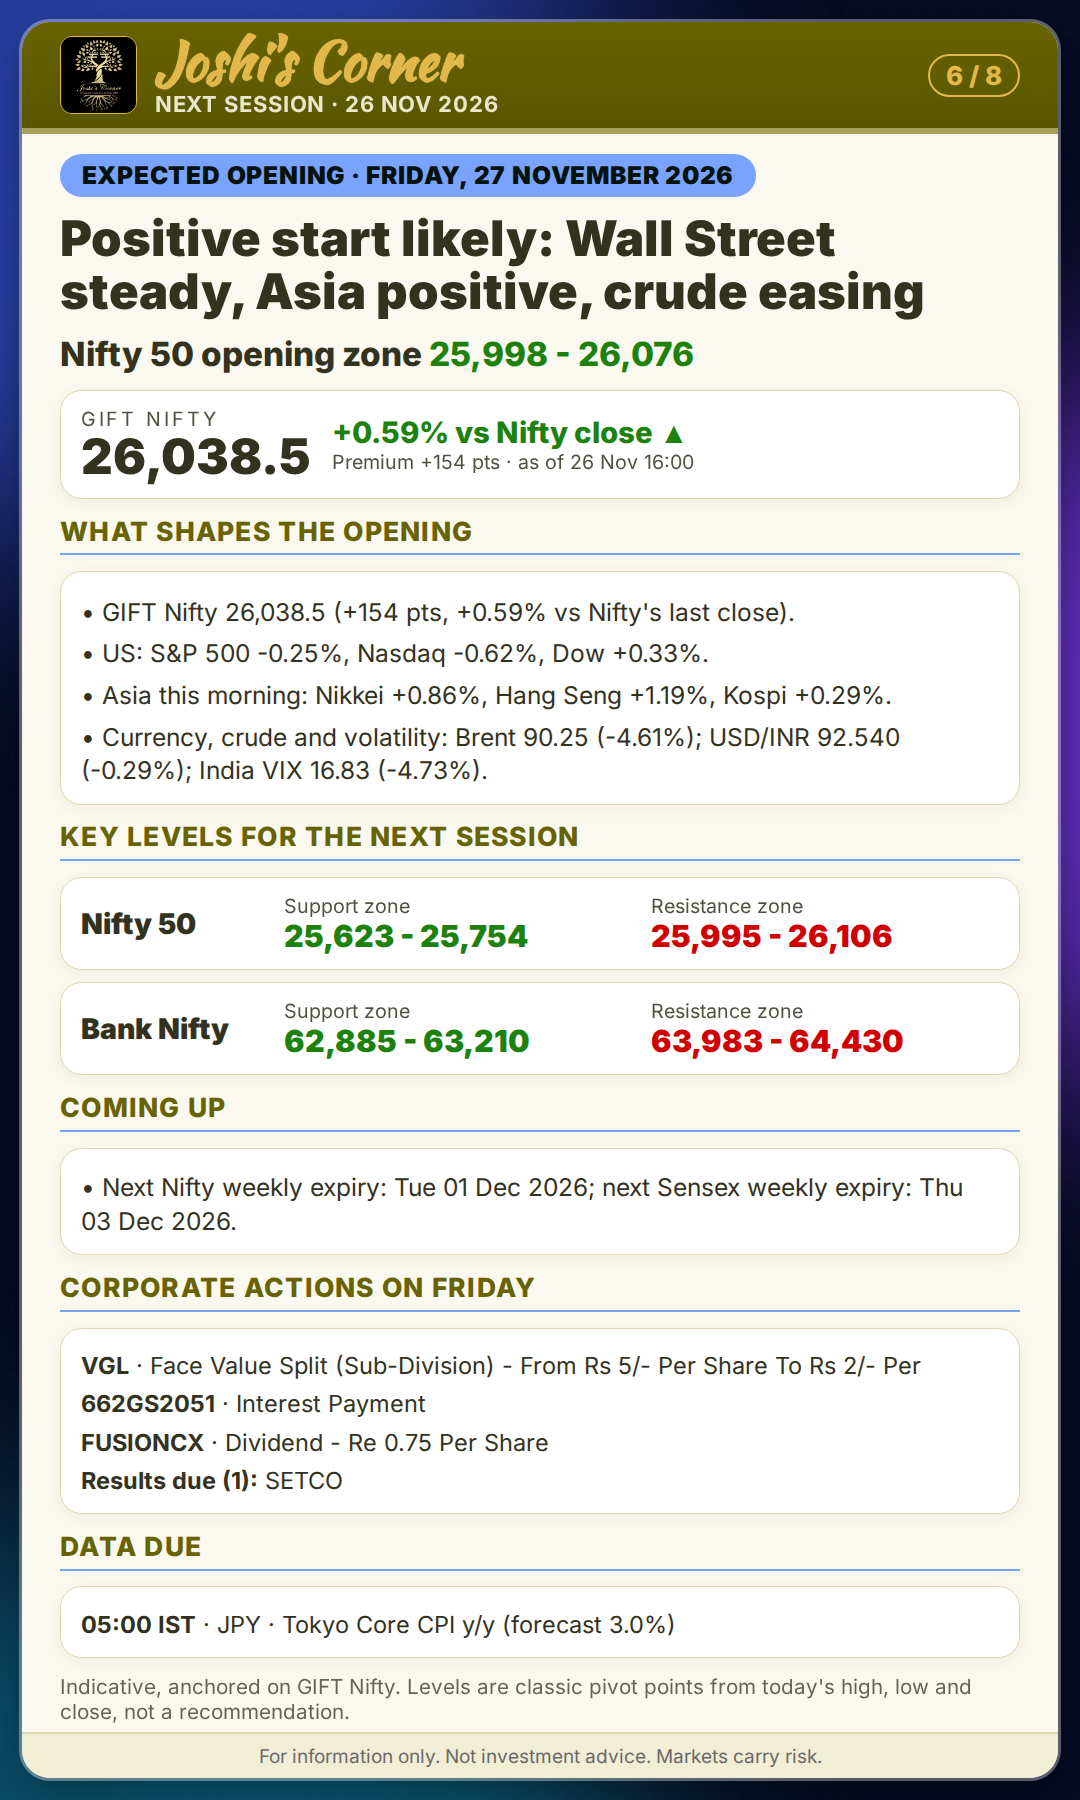 Joshi's Corner
Joshi's Corner
NEXT SESSION · 26 NOV 2026
6 / 8
EXPECTED OPENING · FRIDAY, 27 NOVEMBER 2026
Positive start likely: Wall Street
steady, Asia positive, crude easing
Nifty 50 opening zone 25,998 - 26,076
GIFT NIFTY
26,038.5
+0.59% vs Nifty close ▲
Premium +154 pts · as of 26 Nov 16:00
WHAT SHAPES THE OPENING
• GIFT Nifty 26,038.5 (+154 pts, +0.59% vs Nifty's last close).
• US: S&P 500 -0.25%, Nasdaq -0.62%, Dow +0.33%.
• Asia this morning: Nikkei +0.86%, Hang Seng +1.19%, Kospi +0.29%.
• Currency, crude and volatility: Brent 90.25 (-4.61%); USD/INR 92.540
(-0.29%); India VIX 16.83 (-4.73%).
KEY LEVELS FOR THE NEXT SESSION
Nifty 50
Support zone
25,623 - 25,754
Resistance zone
25,995 - 26,106
Bank Nifty
Support zone
62,885 - 63,210
Resistance zone
63,983 - 64,430
COMING UP
• Next Nifty weekly expiry: Tue 01 Dec 2026; next Sensex weekly expiry: Thu
03 Dec 2026.
CORPORATE ACTIONS ON FRIDAY
VGL · Face Value Split (Sub-Division) - From Rs 5/- Per Share To Rs 2/- Per
662GS2051 · Interest Payment
FUSIONCX · Dividend - Re 0.75 Per Share
Results due (1): SETCO
DATA DUE
05:00 IST · JPY · Tokyo Core CPI y/y (forecast 3.0%)
Indicative, anchored on GIFT Nifty. Levels are classic pivot points from today's high, low and
close, not a recommendation.
For information only. Not investment advice. Markets carry risk.